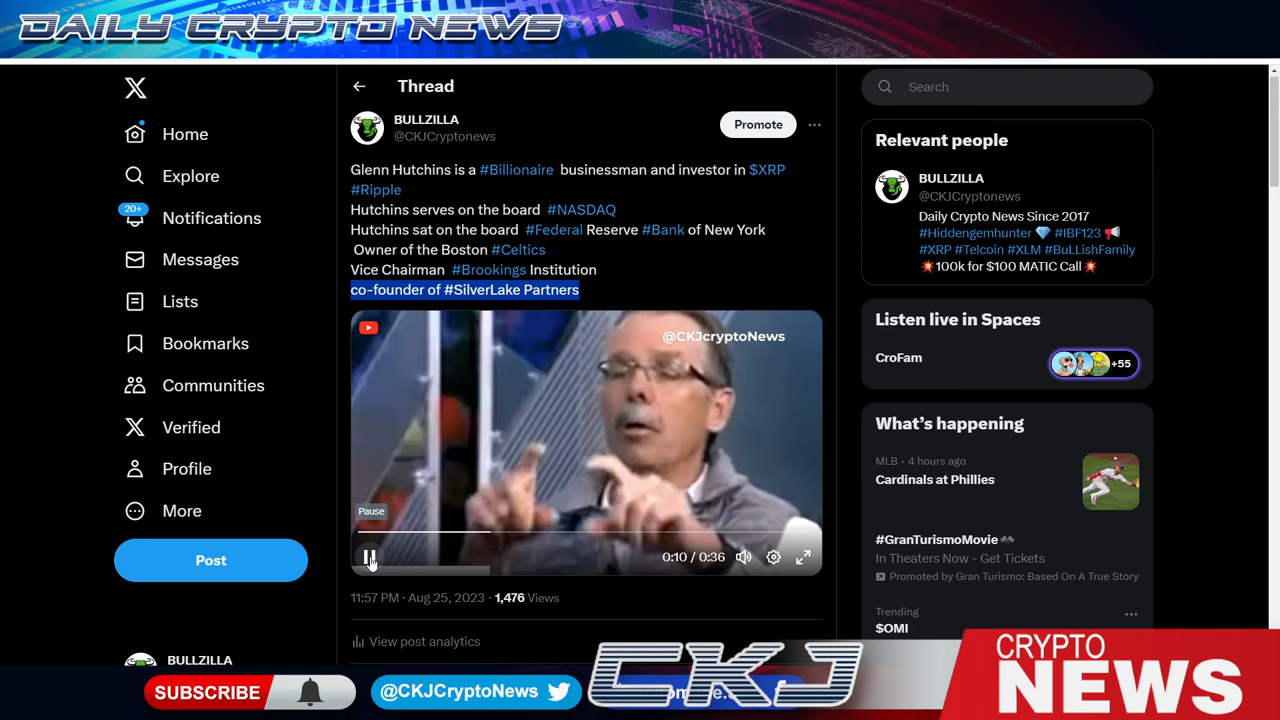 DAILY CRYPTO NEWS
Home
Explore
20+
Notifications
Messages
Lists
Bookmarks
Communities
Verified
Profile
More
Post
BULLZILLA
Thread
BULLZILLA
@CKJCryptonews
Promote
Glenn Hutchins is a #Billionaire businessman and investor in $XRP
#Ripple
Hutchins serves on the board #NASDAQ
Hutchins sat on the board #Federal Reserve #Bank of New York
Owner of the Boston #Celtics
Vice Chairman #Brookings Institution
co-founder of #SilverLake Partners
@CKJcryptoNews
Pause
0:10 / 0:36
11:57 PM · Aug 25, 2023 · 1,476 Views
View post analytics
Search
Relevant people
BULLZILLA
@CKJCryptonews
Daily Crypto News Since 2017
#Hiddengemhunter 💎 #IBF123 📢
#XRP #Telcoin #XLM #BuLLishFamily
💥100k for $100 MATIC Call💥
Listen live in Spaces
CroFam
+55
What's happening
MLB · 4 hours ago
Cardinals at Phillies
#GranTurismoMovie
In Theaters Now - Get Tickets
Promoted by Gran Turismo: Based On A True Story
Trending
$OMI
SUBSCRIBE
@CKJCryptoNews
CKJ
CRYPTO
NEWS